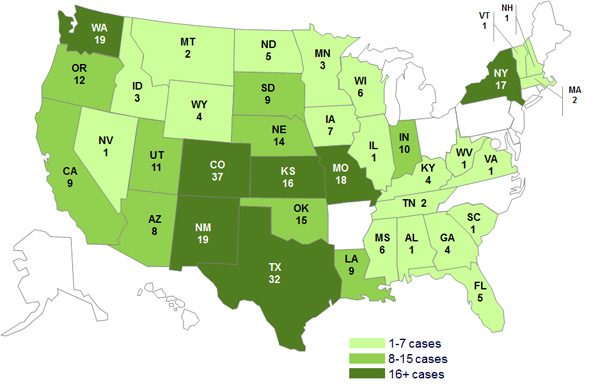 NH
1
VT
1
WA
19
MT
2
ND
5
MN
3
OR
12
ID
3
WY
4
SD
9
WI
6
NY
17
MA
2
NV
1
UT
11
CO
37
NE
14
IA
7
IL
1
IN
10
CA
9
KS
16
MO
18
KY
4
WV
1
VA
1
AZ
8
NM
19
OK
15
TN 2
SC
1
TX
32
LA
9
MS
6
AL
1
GA
4
FL
5
1-7 cases
8-15 cases
16+ cases